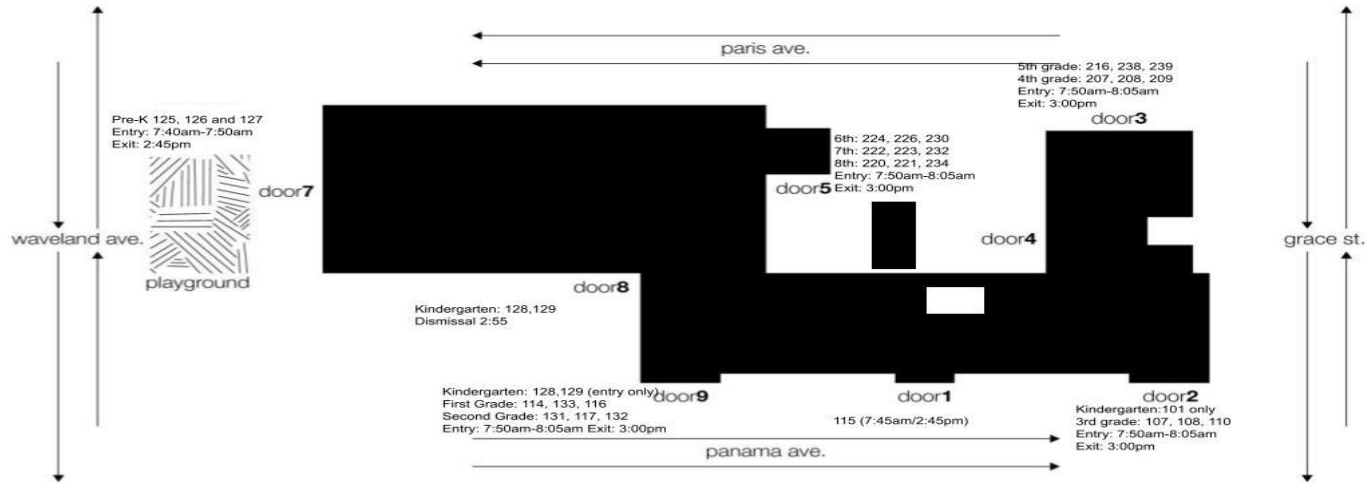 paris ave.
5th grade: 216, 238, 239
4th grade: 207, 208, 209
Entry: 7:50am-8:05am
Exit: 3:00pm
door3
Pre-K 125, 126 and 127
Entry: 7:40am-7:50am
Exit: 2:45pm
6th: 224, 226, 230
7th: 222, 223, 232
8th: 220, 221, 234
Entry: 7:50am-8:05am
Exit: 3:00pm
door7
door5
waveland ave.
door4
grace st.
playground
door8
Kindergarten: 128,129
Dismissal 2:55
Kindergarten: 128,129 (entry only)
First Grade: 114, 133, 116
Second Grade: 131, 117, 132
Entry: 7:50am-8:05am Exit: 3:00pm
door9
door1
115 (7:45am/2:45pm)
door2
Kindergarten:101 only
3rd grade: 107, 108, 110
Entry: 7:50am-8:05am
Exit: 3:00pm
panama ave.